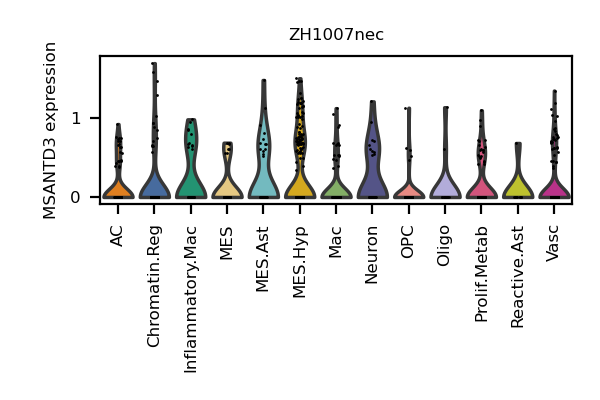 ZH1007nec
MSANTD3 expression
1
0
AC
Chromatin.Reg
Inflammatory.Mac
MES
MES.Ast
MES.Hyp
Mac
Neuron
OPC
Oligo
Prolif.Metab
Reactive.Ast
Vasc